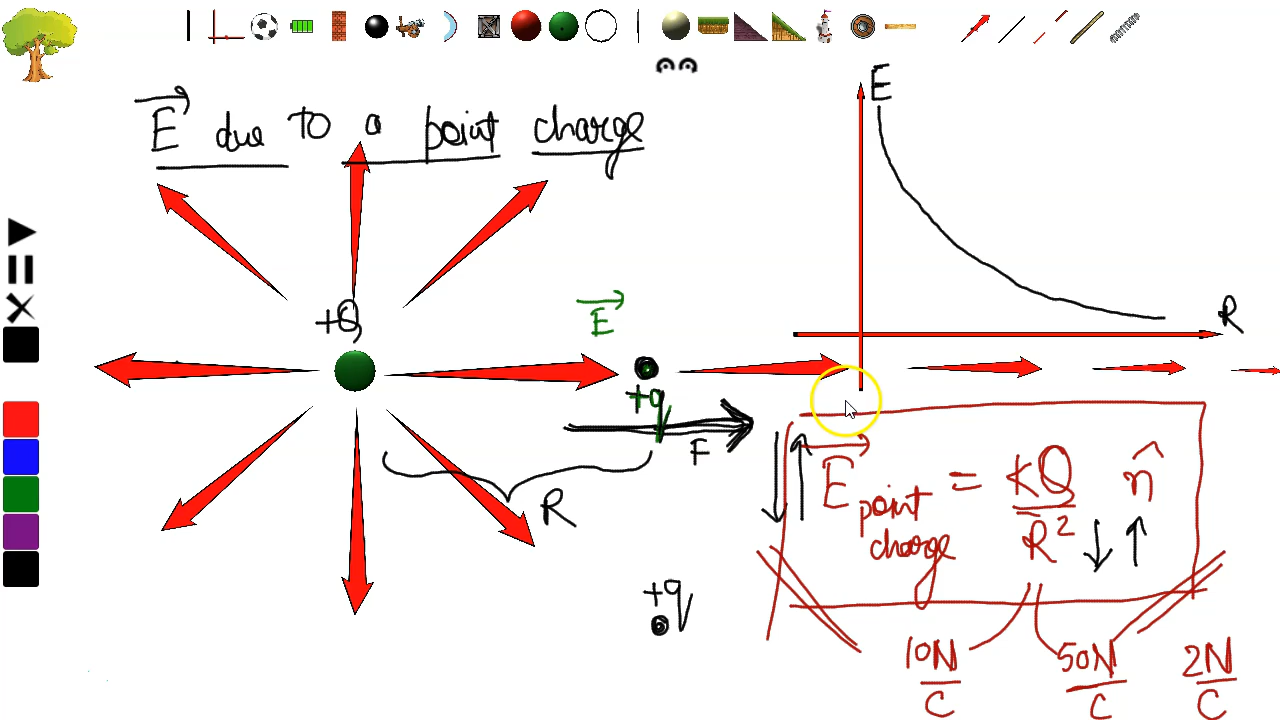 E due to a point charge
E
R
+Q
E
+q
F
R
+q
E point charge = kQ/R² n̂
10N/C
50N/C
2N/C